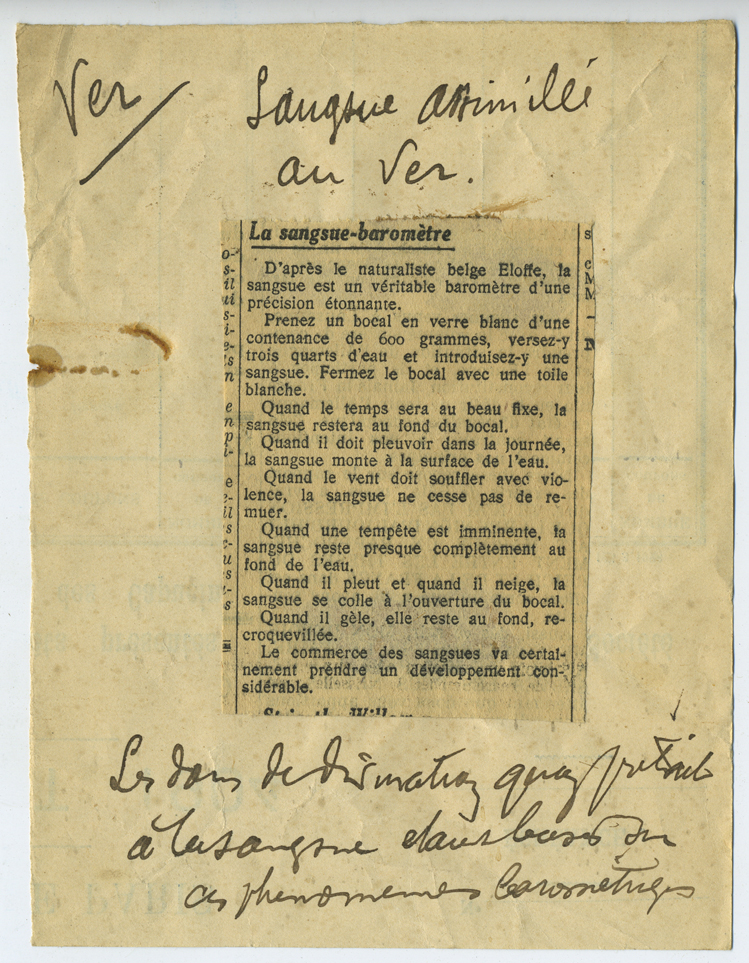 Ver/ Sangsue assimillé
au Ver.
La sangsue-baromètre
D'après le naturaliste belge Eloffe, la
sangsue est un véritable baromètre d'une
précision étonnante.
Prenez un bocal en verre blanc d'une
contenance de 600 grammes, versez-y
trois quarts d'eau et introduisez-y une
sangsue. Fermez le bocal avec une toile
blanche.
Quand le temps sera au beau fixe, la
sangsue restera au fond du bocal.
Quand il doit pleuvoir dans la journée,
la sangsue monte à la surface de l'eau.
Quand le vent doit souffler avec vio-
lence, la sangsue ne cesse pas de re-
muer.
Quand une tempête est imminente, la
sangsue reste presque complètement au
fond de l'eau.
Quand il pleut et quand il neige, la
sangsue se colle à l'ouverture du bocal.
Quand il gèle, elle reste au fond, re-
croquevillée.
Le commerce des sangsues va certai-
nement prendre un développement con-
sidérable.
Les dons de divination qu'on prêtait
à la sangsue étaient basés sur
ces phénomènes barométriques